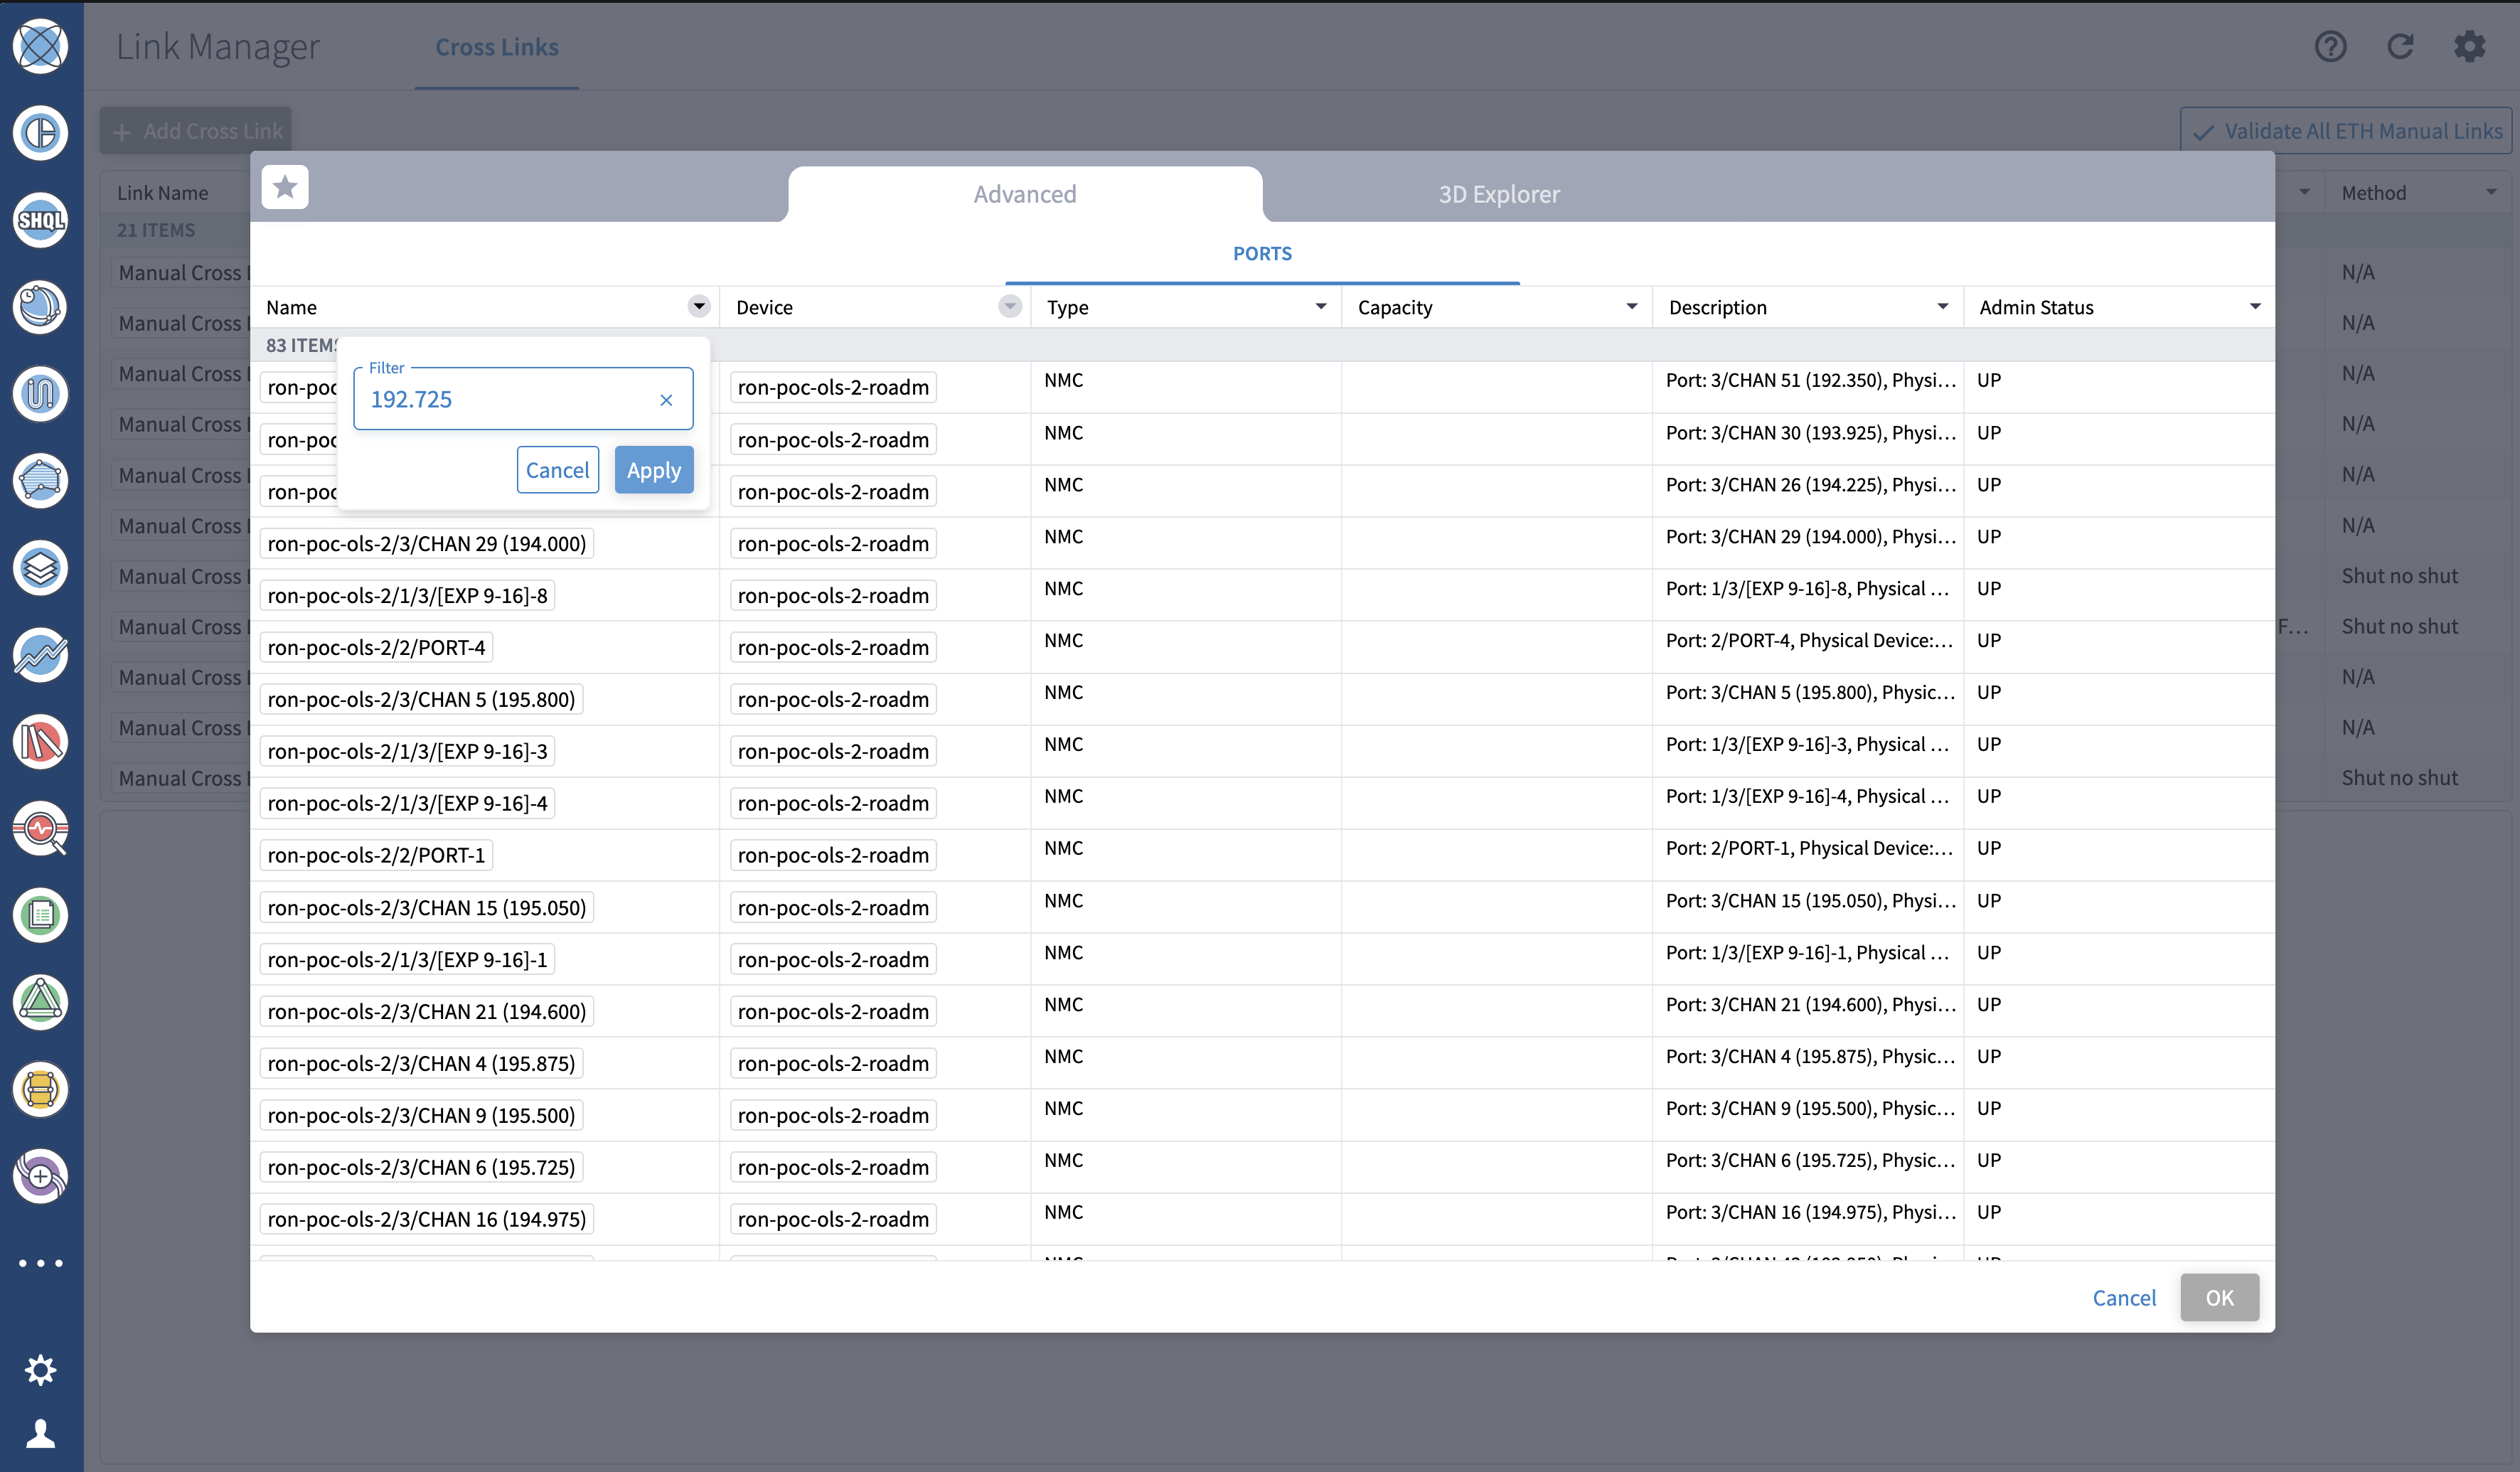 Link Manager
Cross Links
SHQL
+ Add Cross Link
Validate All ETH Manual Links
Link Name
Method
21 ITEMS
Manual Cross
N/A
Manual Cross
N/A
Manual Cross
N/A
Manual Cross
N/A
Manual Cross
N/A
Manual Cross
N/A
Manual Cross
Shut no shut
Manual Cross
F...
Shut no shut
Manual Cross
N/A
Manual Cross
N/A
Manual Cross
Shut no shut
Advanced
3D Explorer
PORTS
Name
Device
Type
Capacity
Description
Admin Status
83 ITEMS
Filter
192.725
Cancel
Apply
ron-poc
ron-poc-ols-2-roadm
NMC
Port: 3/CHAN 51 (192.350), Physi...
UP
ron-poc
ron-poc-ols-2-roadm
NMC
Port: 3/CHAN 30 (193.925), Physi...
UP
ron-poc
ron-poc-ols-2-roadm
NMC
Port: 3/CHAN 26 (194.225), Physi...
UP
ron-poc-ols-2/3/CHAN 29 (194.000)
ron-poc-ols-2-roadm
NMC
Port: 3/CHAN 29 (194.000), Physi...
UP
ron-poc-ols-2/1/3/[EXP 9-16]-8
ron-poc-ols-2-roadm
NMC
Port: 1/3/[EXP 9-16]-8, Physical ...
UP
ron-poc-ols-2/2/PORT-4
ron-poc-ols-2-roadm
NMC
Port: 2/PORT-4, Physical Device:...
UP
ron-poc-ols-2/3/CHAN 5 (195.800)
ron-poc-ols-2-roadm
NMC
Port: 3/CHAN 5 (195.800), Physic...
UP
ron-poc-ols-2/1/3/[EXP 9-16]-3
ron-poc-ols-2-roadm
NMC
Port: 1/3/[EXP 9-16]-3, Physical ...
UP
ron-poc-ols-2/1/3/[EXP 9-16]-4
ron-poc-ols-2-roadm
NMC
Port: 1/3/[EXP 9-16]-4, Physical ...
UP
ron-poc-ols-2/2/PORT-1
ron-poc-ols-2-roadm
NMC
Port: 2/PORT-1, Physical Device:...
UP
ron-poc-ols-2/3/CHAN 15 (195.050)
ron-poc-ols-2-roadm
NMC
Port: 3/CHAN 15 (195.050), Physi...
UP
ron-poc-ols-2/1/3/[EXP 9-16]-1
ron-poc-ols-2-roadm
NMC
Port: 1/3/[EXP 9-16]-1, Physical ...
UP
ron-poc-ols-2/3/CHAN 21 (194.600)
ron-poc-ols-2-roadm
NMC
Port: 3/CHAN 21 (194.600), Physi...
UP
ron-poc-ols-2/3/CHAN 4 (195.875)
ron-poc-ols-2-roadm
NMC
Port: 3/CHAN 4 (195.875), Physic...
UP
ron-poc-ols-2/3/CHAN 9 (195.500)
ron-poc-ols-2-roadm
NMC
Port: 3/CHAN 9 (195.500), Physic...
UP
ron-poc-ols-2/3/CHAN 6 (195.725)
ron-poc-ols-2-roadm
NMC
Port: 3/CHAN 6 (195.725), Physic...
UP
ron-poc-ols-2/3/CHAN 16 (194.975)
ron-poc-ols-2-roadm
NMC
Port: 3/CHAN 16 (194.975), Physi...
UP
Cancel
OK